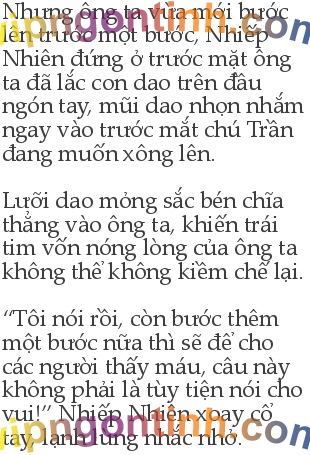 Nhưng ông ta vừa mới bước
lên trước một bước, Nhiếp
Nhiên đứng ở trước mặt ông
ta đã lắc con dao trên đầu
ngón tay, mũi dao nhọn nhắm
ngay vào trước mắt chú Trần
đang muốn xông lên.
Lưỡi dao mỏng sắc bén chĩa
thẳng vào ông ta, khiến trái
tim vốn nóng lòng của ông ta
không thể không kiềm chế lại.
“Tôi nói rồi, còn bước thêm
một bước nữa thì sẽ để cho
các người thấy máu, câu này
không phải là tùy tiện nói cho
vui!” Nhiếp Nhiên xoay cổ
tay, lạnh lùng nhắc nhở.
vipngontinh.com
vipngontinh.com